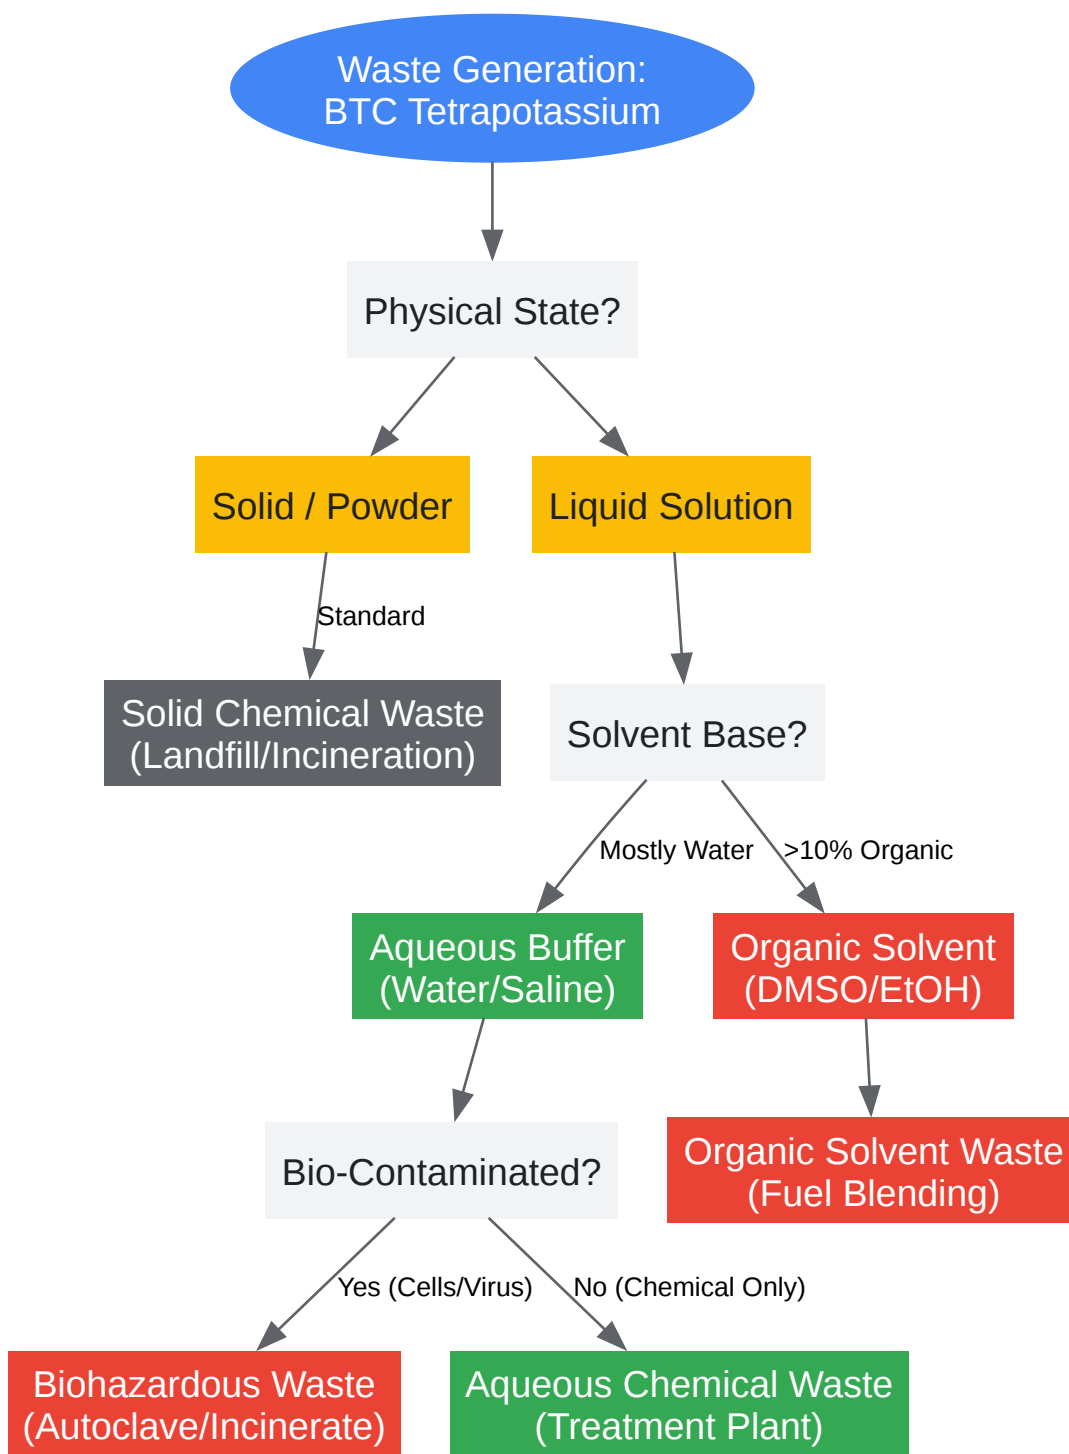 Waste Generation:
BTC Tetrapotassium
Physical State?
Solid / Powder
Liquid Solution
Standard
Solid Chemical Waste
(Landfill/Incineration)
Solvent Base?
Mostly Water
>10% Organic
Aqueous Buffer
(Water/Saline)
Organic Solvent
(DMSO/EtOH)
Bio-Contaminated?
Organic Solvent Waste
(Fuel Blending)
Yes (Cells/Virus)
No (Chemical Only)
Biohazardous Waste
(Autoclave/Incinerate)
Aqueous Chemical Waste
(Treatment Plant)